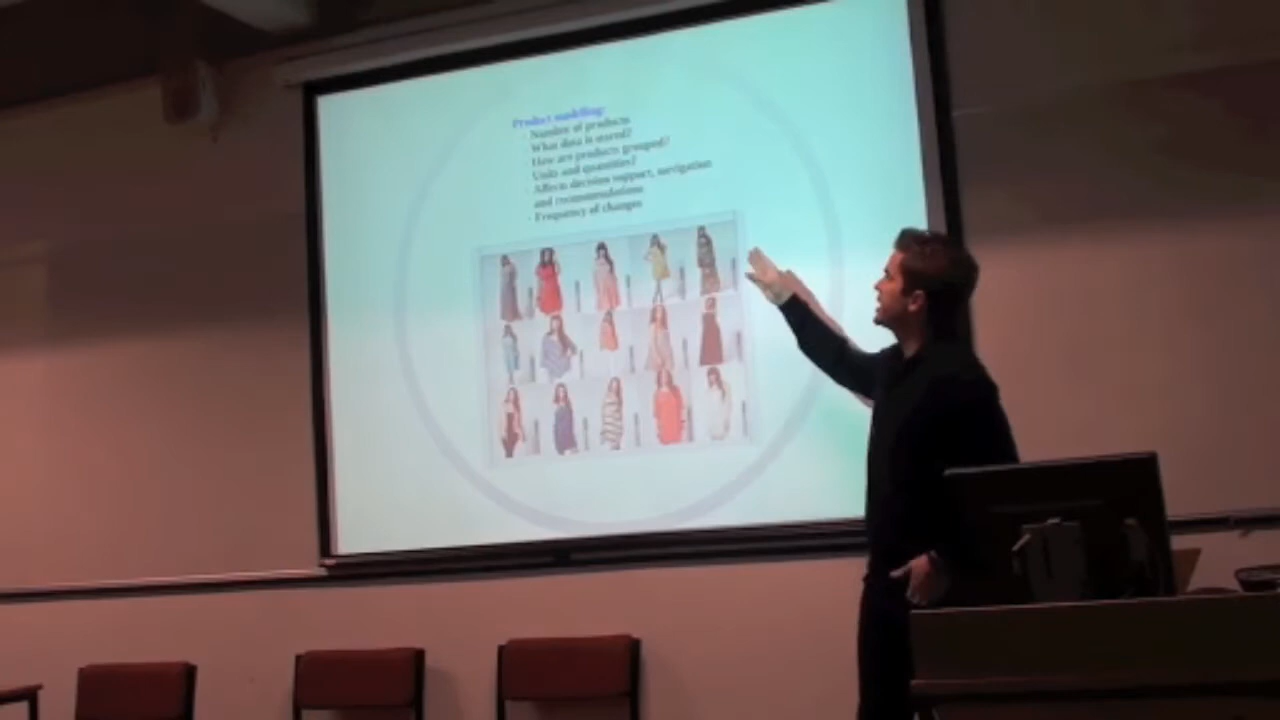 Product modelling:
- Number of products
- What data is stored?
- How are products grouped?
- Units and quantities?
- Affects decision support, navigation
and recommendations
- Frequency of changes